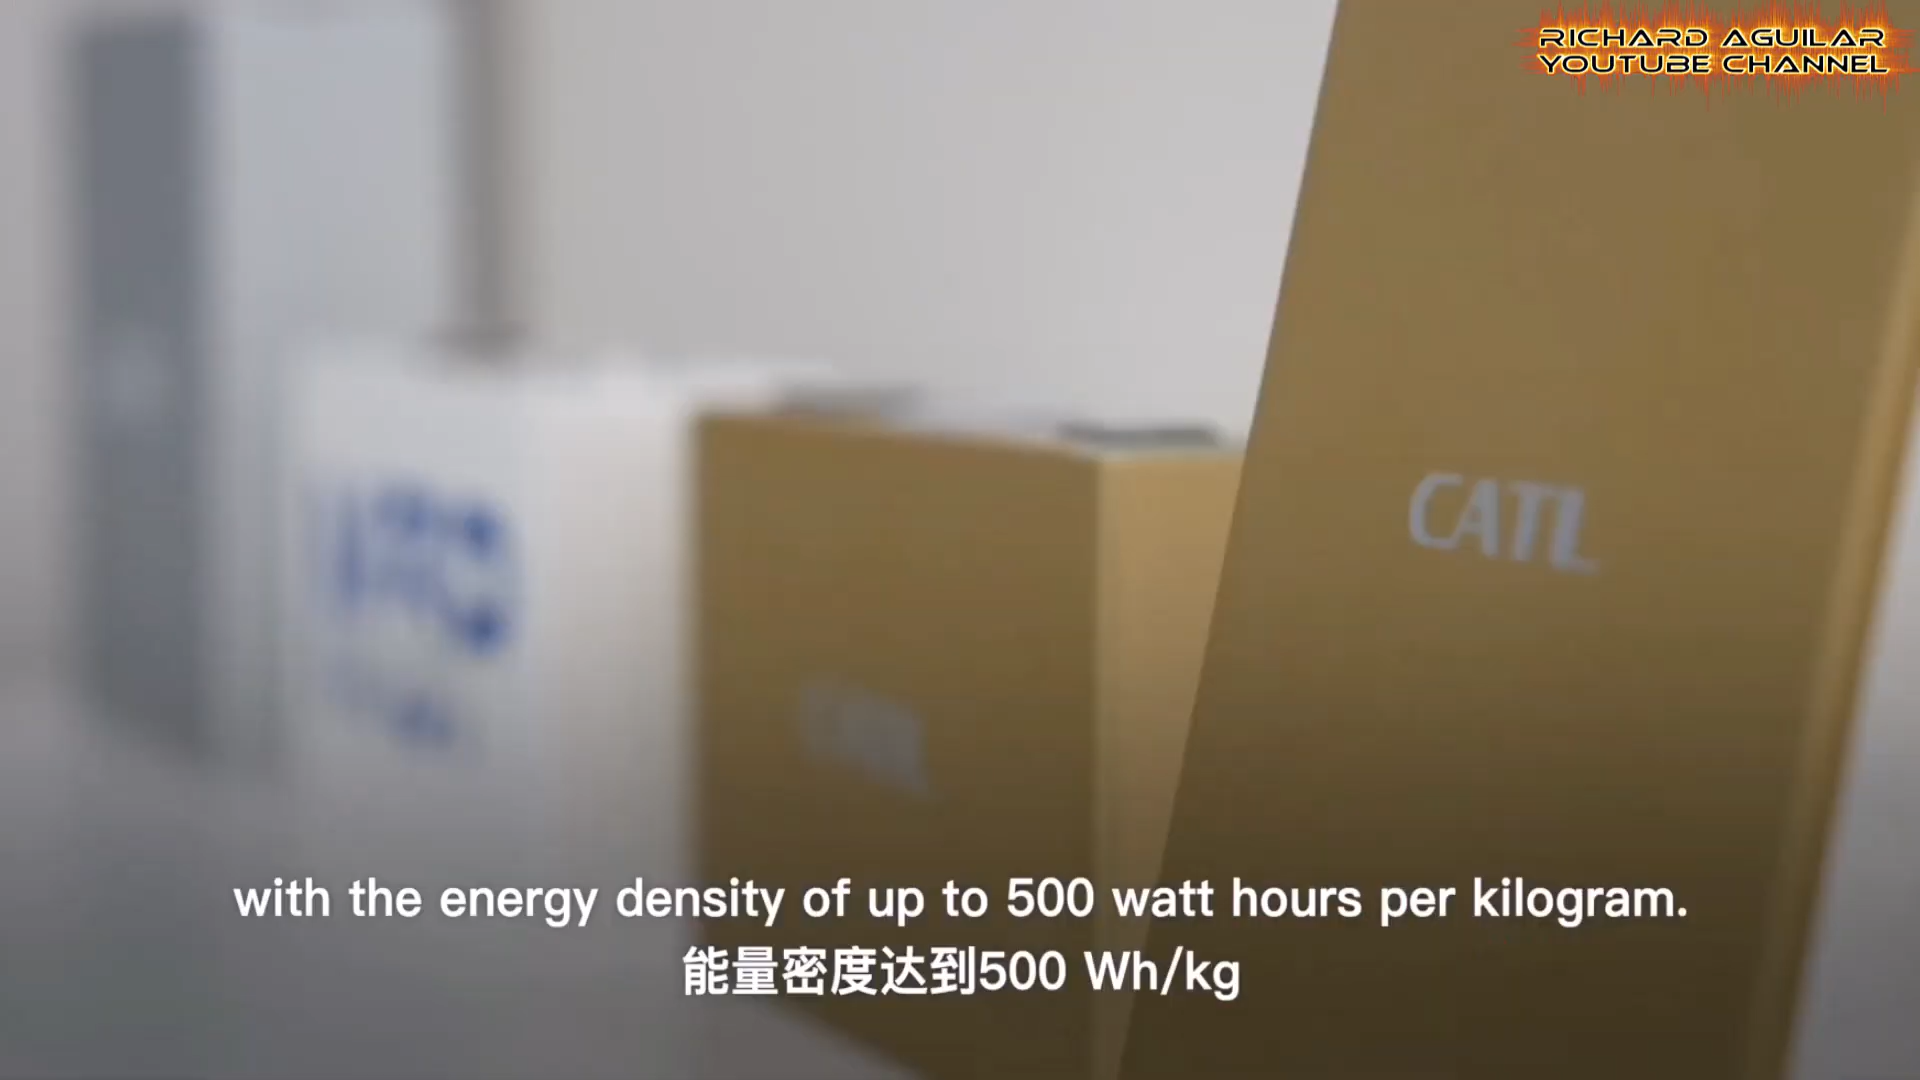 RICHARD AGUILAR
YOUTUBE CHANNEL
CATL
with the energy density of up to 500 watt hours per kilogram.
能量密度达到500 Wh/kg